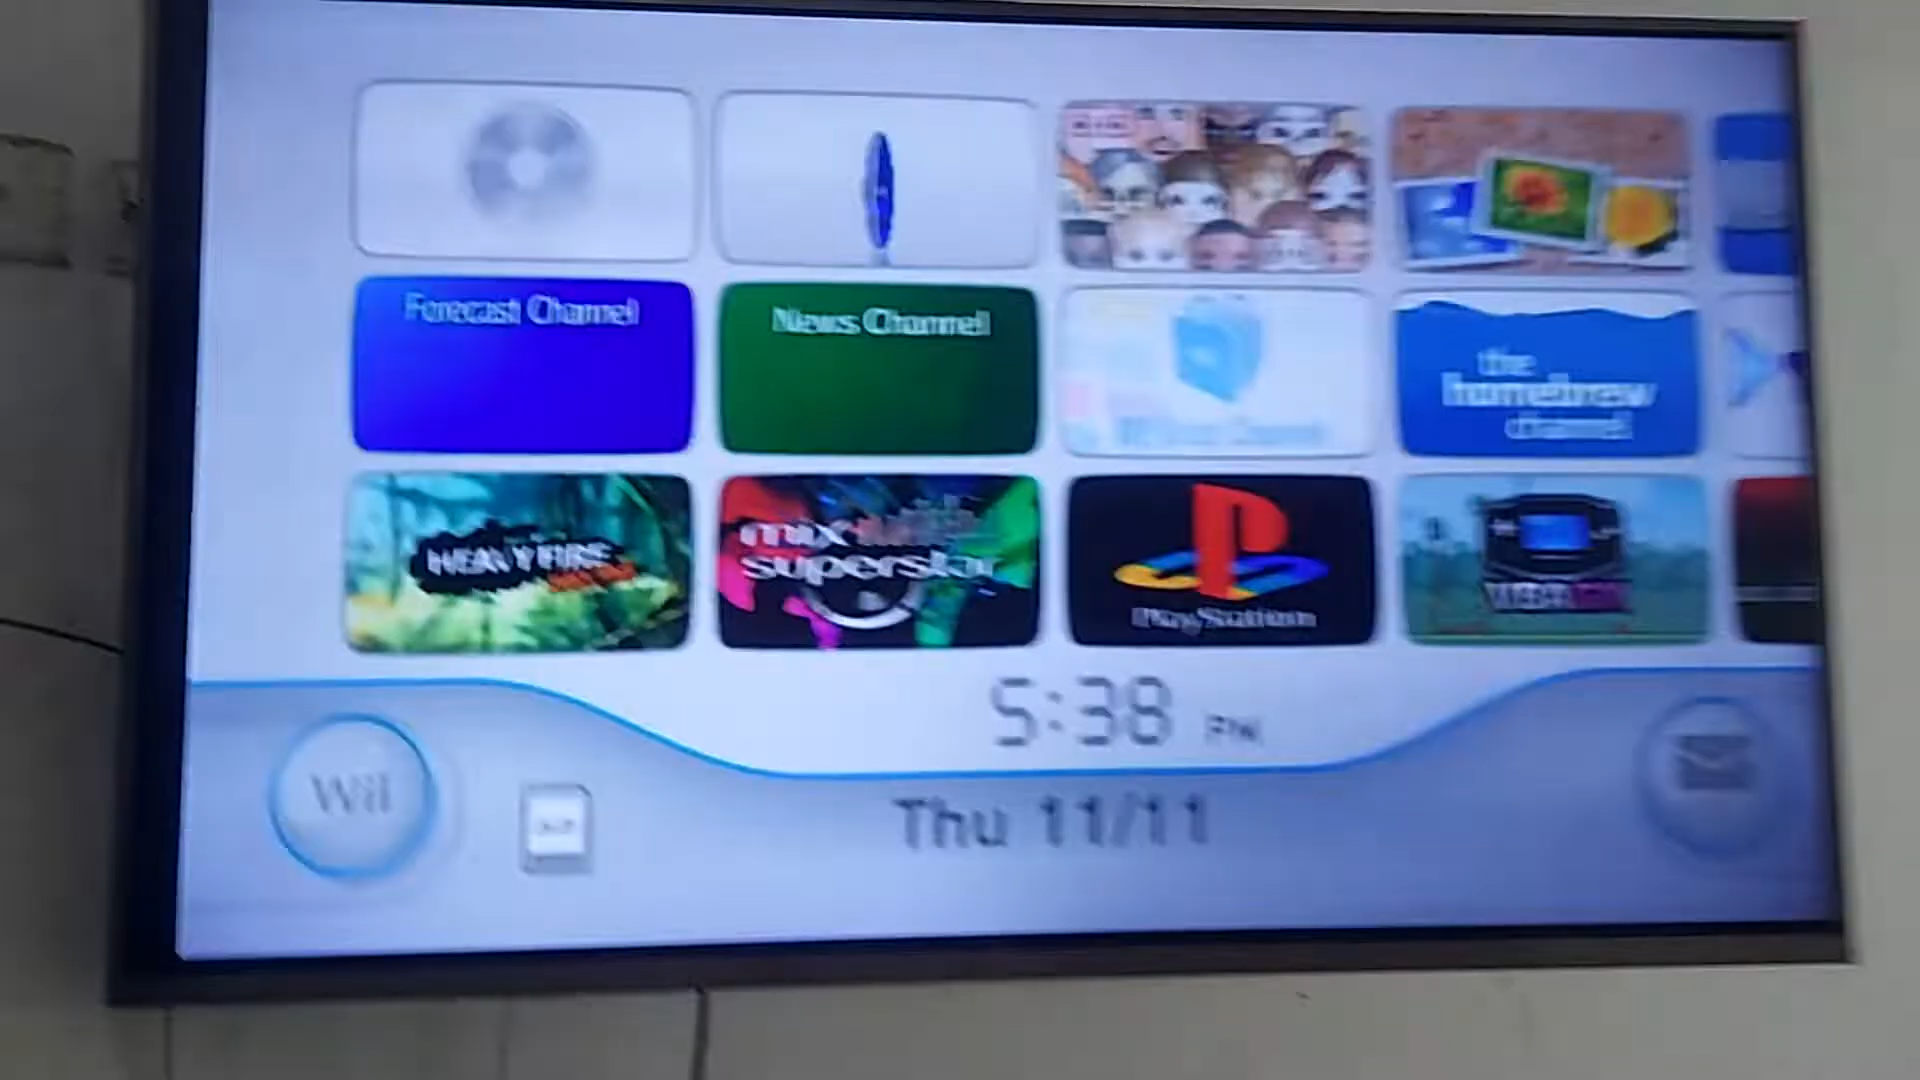 Forecast Channel
News Channel
the
homebrew
channel
HEAVY FIRE
mix
superstar
PlayStation
5:38 PM
Wii
Thu 11/11